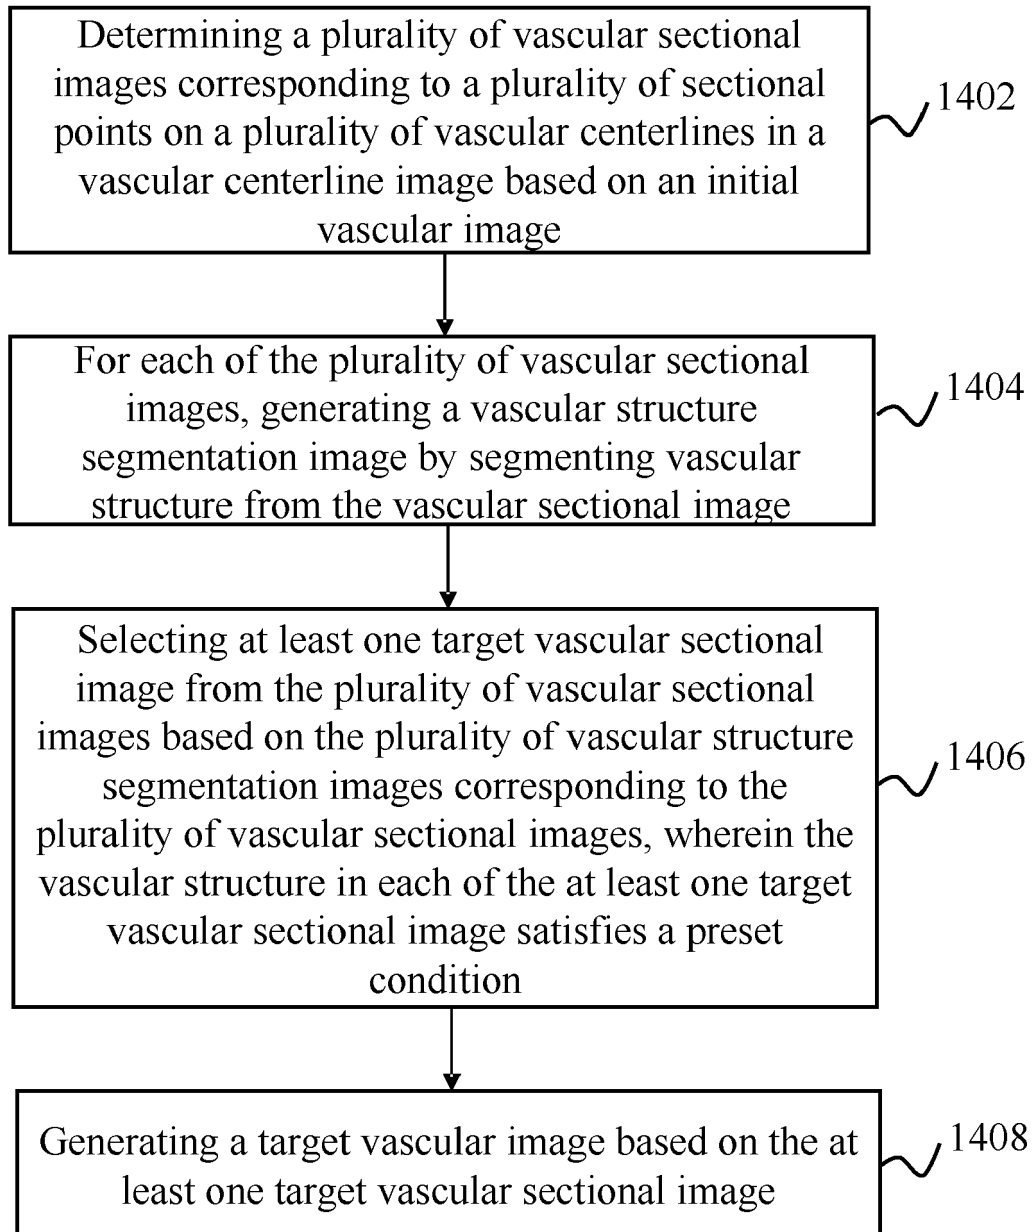 Determining a plurality of vascular sectional
images corresponding to a plurality of sectional
points on a plurality of vascular centerlines in a
vascular centerline image based on an initial
vascular image
1402
For each of the plurality of vascular sectional
images, generating a vascular structure
segmentation image by segmenting vascular
structure from the vascular sectional image
1404
Selecting at least one target vascular sectional
image from the plurality of vascular sectional
images based on the plurality of vascular structure
segmentation images corresponding to the
plurality of vascular sectional images, wherein the
vascular structure in each of the at least one target
vascular sectional image satisfies a preset
condition
1406
Generating a target vascular image based on the at
least one target vascular sectional image
1408